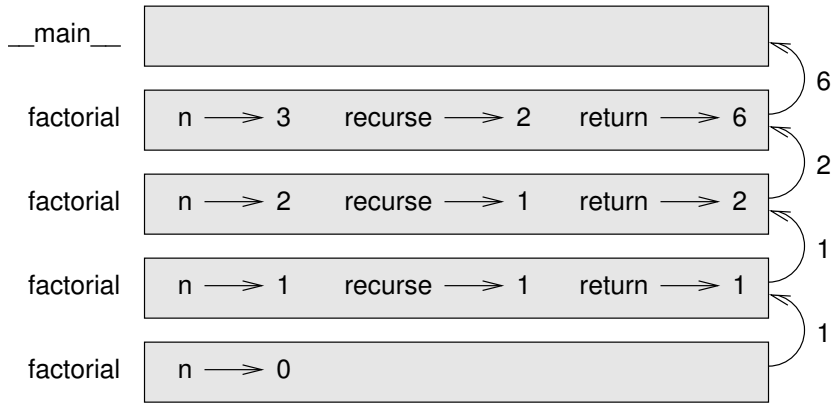 __main__
6
factorial n 3 recurse 2 return 6
2
factorial n 2 recurse 1 return 2
1
factorial n 1 recurse 1 return 1
1
factorial n 0